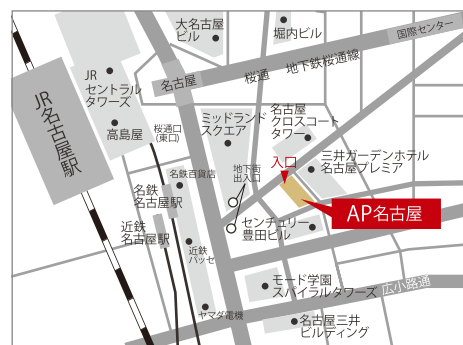 大名古屋
ビル
堀内ビル
国際センター
JR
セントラル
タワーズ
名古屋
桜通
地下鉄桜通線
JR名古屋駅
高島屋
桜通口
(東口)
ミッドランド
スクエア
名古屋
クロスコート
タワー
入口
三井ガーデンホテル
名古屋プレミア
名鉄百貨店
地下街
出入口
名鉄
名古屋駅
AP名古屋
近鉄
名古屋駅
センチュリー
豊田ビル
近鉄
パッセ
モード学園
スパイラルタワーズ
広小路通
ヤマダ電機
名古屋三井
ビルディング